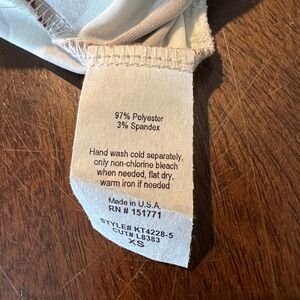 97% Polyester
3% Spandex
Hand wash cold separately,
only non-chlorine bleach
when needed, flat dry,
warm iron if needed
Made in U.S.A.
RN # 151771
STYLE# KT4228-5
CUT# L8383
XS